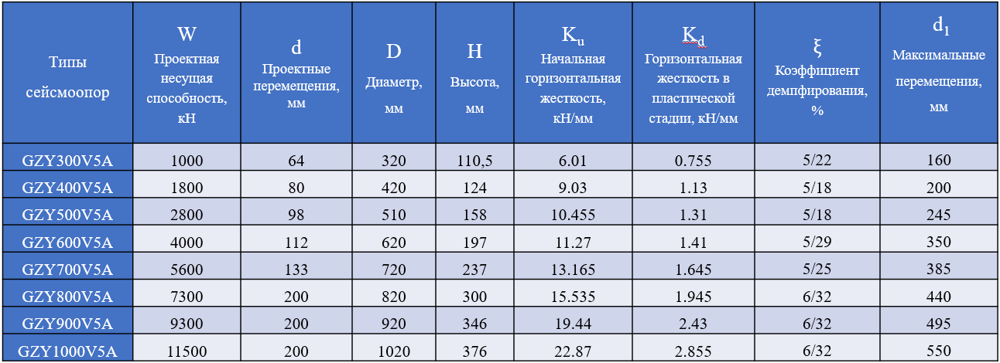 Типы
сейсмоопор
W
Проектная
несущая
способность,
кН
d
Проектные
перемещения,
мм
D
Диаметр,
мм
H
Высота,
мм
Ku
Начальная
горизонтальная
жесткость,
кН/мм
Kd
Горизонтальная
жесткость в
пластической
стадии, кН/мм
ξ
Коэффициент
демпфирования,
%
d1
Максимальные
перемещения,
мм
GZY300V5A 1000 64 320 110,5 6.01 0.755 5/22 160
GZY400V5A 1800 80 420 124 9.03 1.13 5/18 200
GZY500V5A 2800 98 510 158 10.455 1.31 5/18 245
GZY600V5A 4000 112 620 197 11.27 1.41 5/29 350
GZY700V5A 5600 133 720 237 13.165 1.645 5/25 385
GZY800V5A 7300 200 820 300 15.535 1.945 6/32 440
GZY900V5A 9300 200 920 346 19.44 2.43 6/32 495
GZY1000V5A 11500 200 1020 376 22.87 2.855 6/32 550